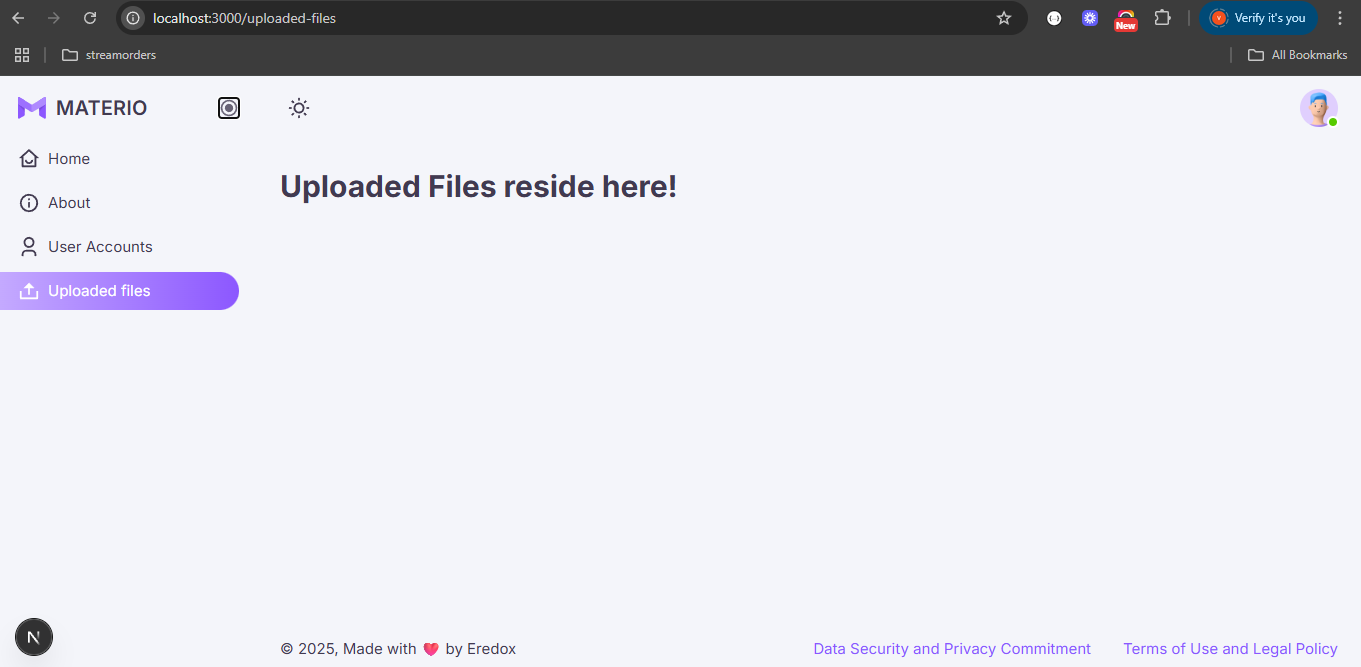 localhost:3000/uploaded-files
New
V
Verify it's you
streamorders
All Bookmarks
MATERIO
Home
Uploaded Files reside here!
About
User Accounts
Uploaded files
N
© 2025, Made with ❤️ by Eredox
Data Security and Privacy Commitment
Terms of Use and Legal Policy